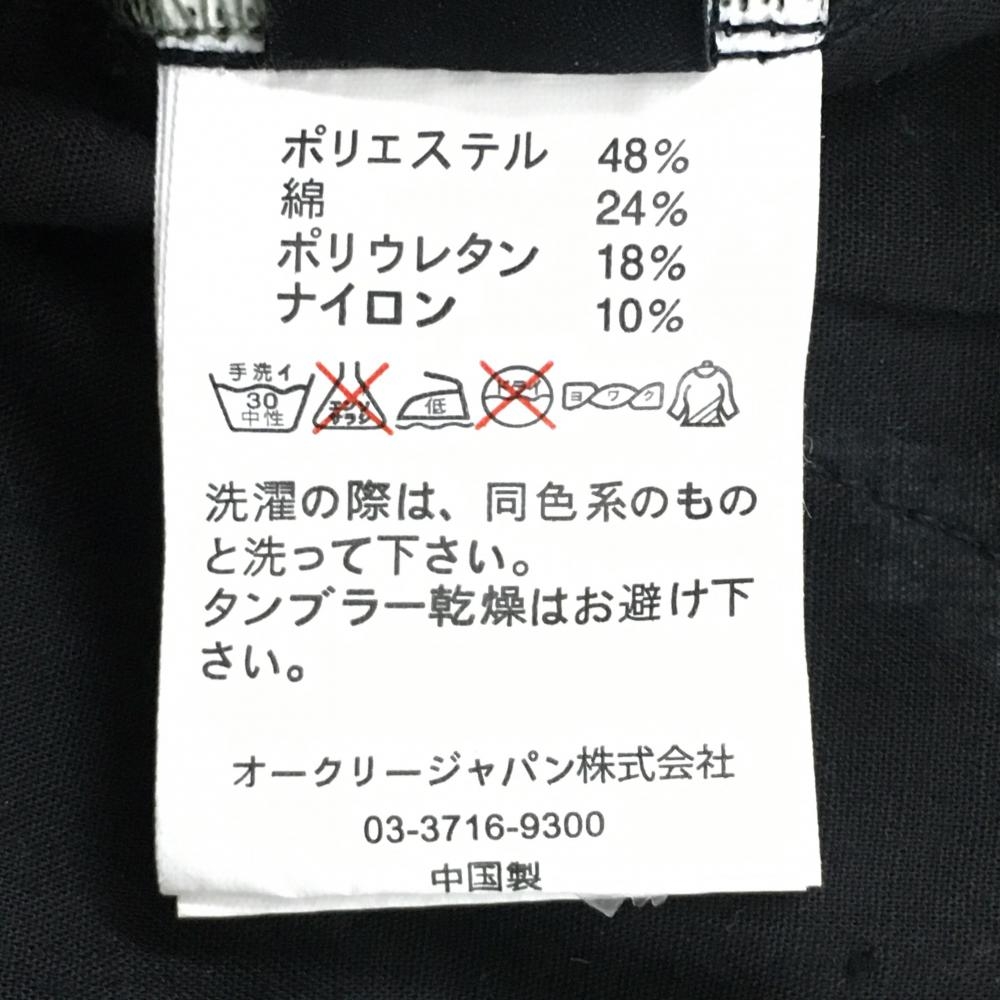 ポリエステル 48%
綿 24%
ポリウレタン 18%
ナイロン 10%
手洗イ
30
中性
エンソ
サラシ
低
ドライ
ヨワク
洗濯の際は、同色系のもの
と洗って下さい。
タンブラー乾燥はお避け下
さい。
オークリージャパン株式会社
03-3716-9300
中国製